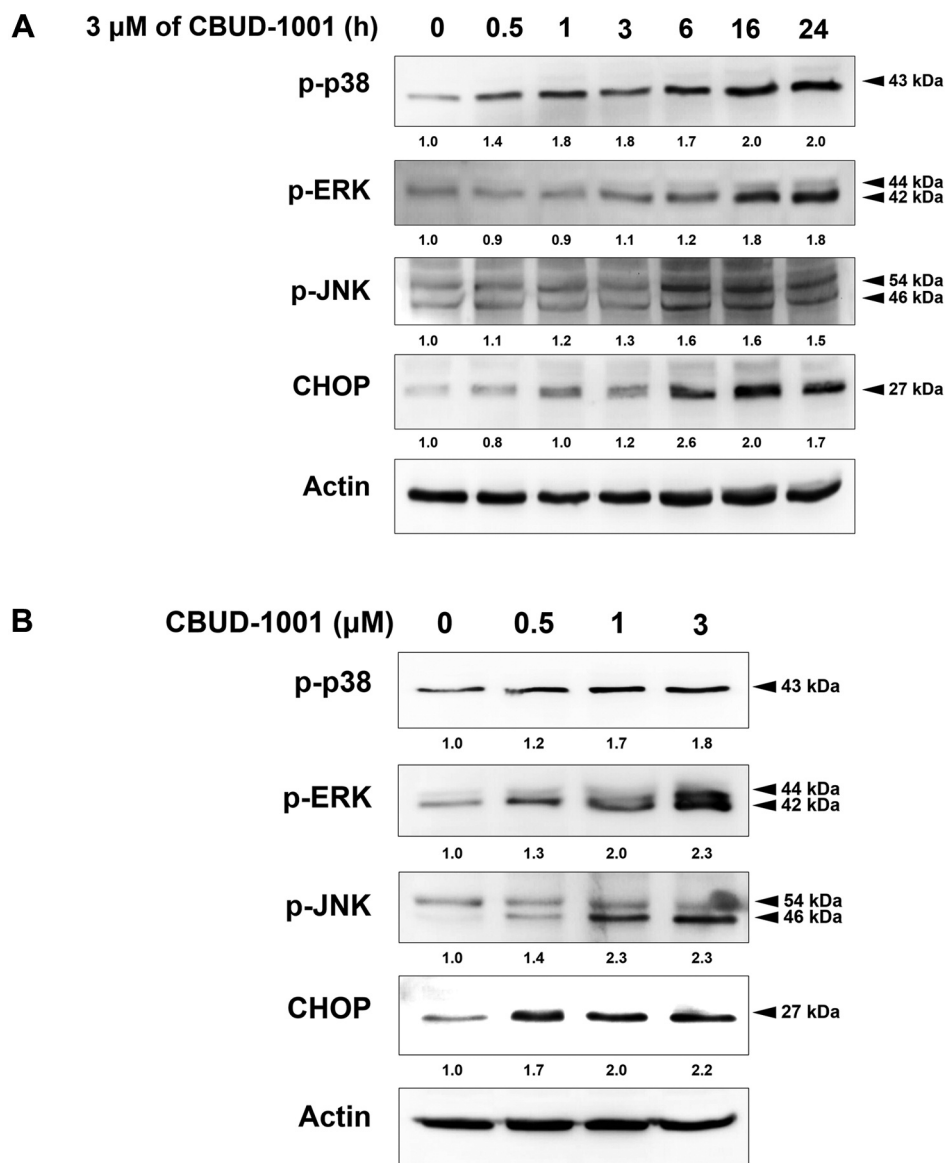 A 3 µM of CBUD-1001 (h) 0 0.5 1 3 6 16 24
p-p38 43 kDa
1.0 1.4 1.8 1.8 1.7 2.0 2.0
44 kDa
p-ERK 42 kDa
1.0 0.9 0.9 1.1 1.2 1.8 1.8
54 kDa
p-JNK 46 kDa
1.0 1.1 1.2 1.3 1.6 1.6 1.5
CHOP 27 kDa
1.0 0.8 1.0 1.2 2.6 2.0 1.7
Actin
B CBUD-1001 (µM) 0 0.5 1 3
p-p38 43 kDa
1.0 1.2 1.7 1.8
44 kDa
p-ERK 42 kDa
1.0 1.3 2.0 2.3
54 kDa
p-JNK 46 kDa
1.0 1.4 2.3 2.3
CHOP 27 kDa
1.0 1.7 2.0 2.2
Actin